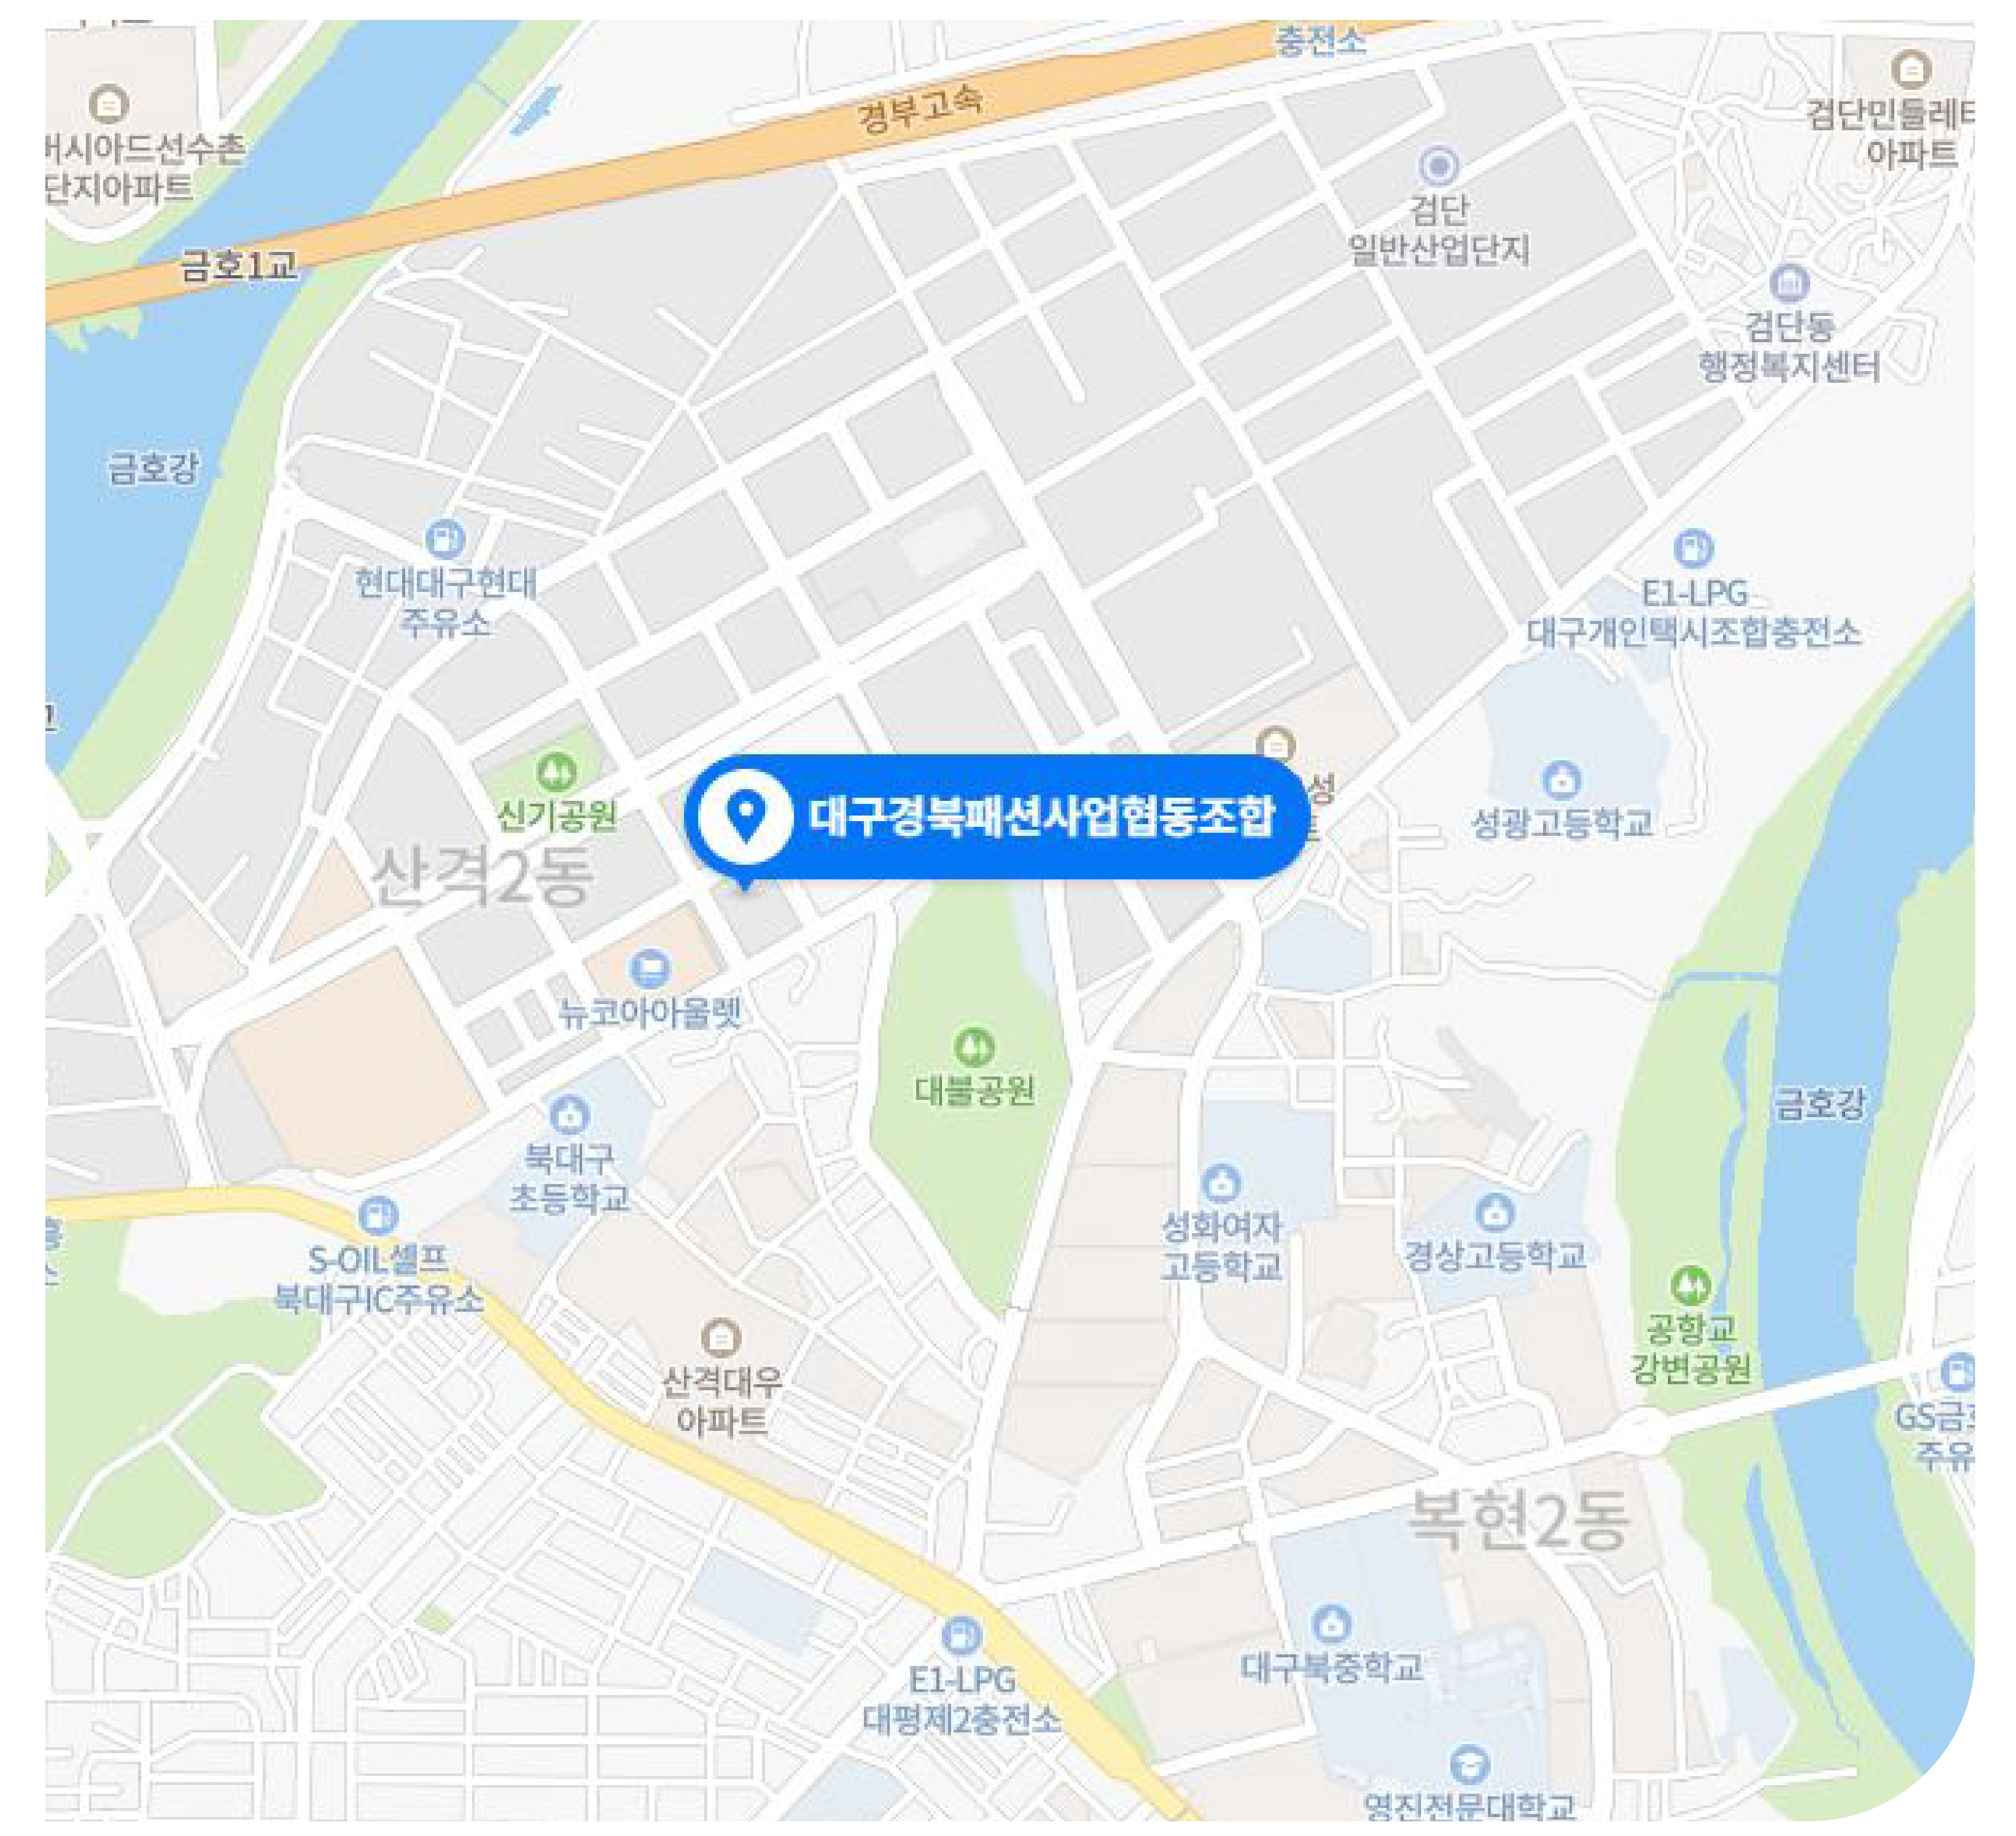 충전소
경부고속
검단민들레
아파트
버시아드선수촌
단지아파트
검단
일반산업단지
금호1교
검단동
행정복지센터
금호강
현대대구현대
주유소
E1-LPG
대구개인택시조합충전소
신기공원
대구경북패션사업협동조합
성
성광고등학교
산격2동
뉴코아아울렛
대불공원
금호강
북대구
초등학교
성화여자
고등학교
경상고등학교
S-OIL셀프
북대구IC주유소
공항교
강변공원
산격대우
아파트
GS금
주유
복현2동
대구북중학교
E1-LPG
대평제2충전소
영진전문대학교